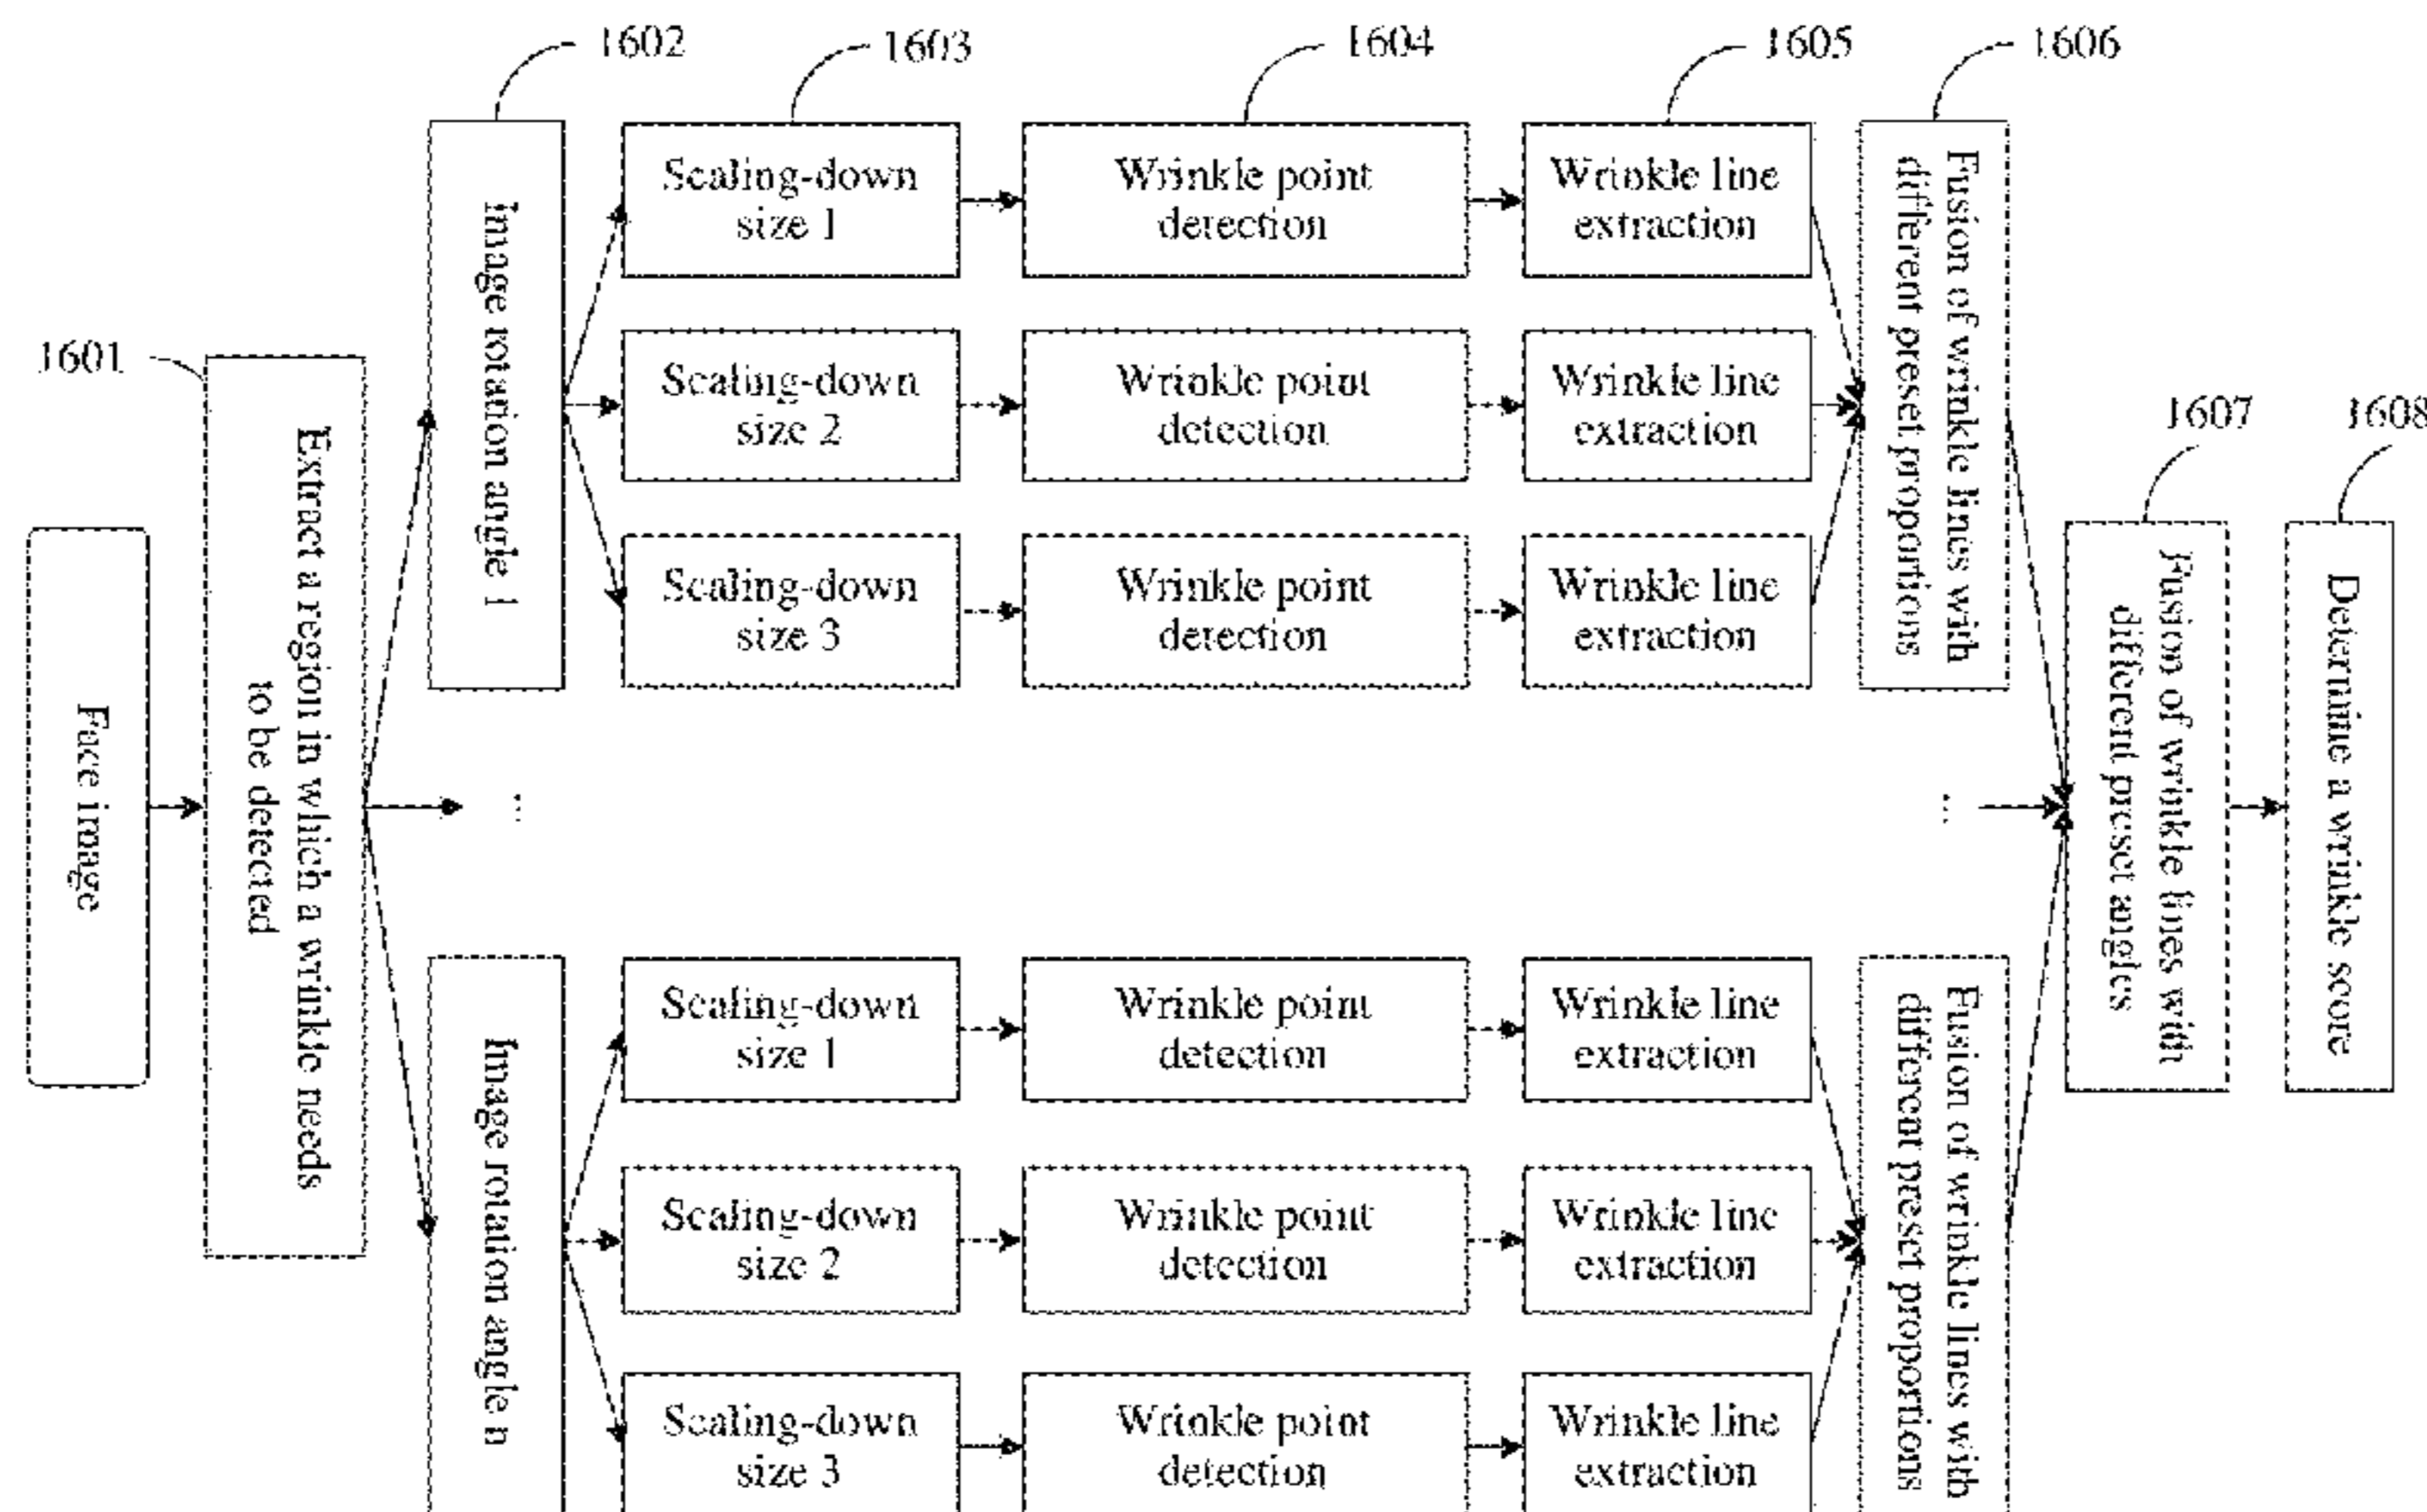 1602
1603
1604
1605
1606
1601
1607
1608
Face image
Extract a region in which a wrinkle needs
to be detected
Image rotation angle 1
Scaling-down
size 1
Wrinkle point
detection
Wrinkle line
extraction
Scaling-down
size 2
Wrinkle point
detection
Wrinkle line
extraction
Scaling-down
size 3
Wrinkle point
detection
Wrinkle line
extraction
Fusion of wrinkle lines with
different preset proportions
...
...
Image rotation angle n
Scaling-down
size 1
Wrinkle point
detection
Wrinkle line
extraction
Scaling-down
size 2
Wrinkle point
detection
Wrinkle line
extraction
Scaling-down
size 3
Wrinkle point
detection
Wrinkle line
extraction
Fusion of wrinkle lines with
different preset proportions
Fusion of wrinkle lines with
different preset angles
Determine a wrinkle score